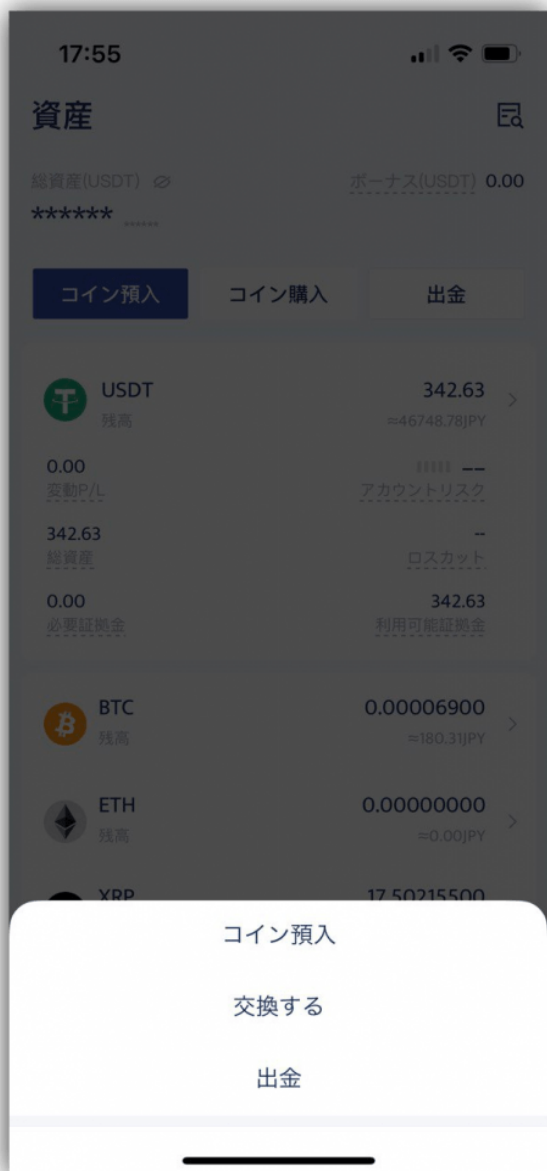 17:55
資産
総資産(USDT)
ボーナス(USDT) 0.00
****** ......
コイン預入
コイン購入
出金
USDT 342.63
残高 ≈46748.78JPY
0.00 --
変動P/L アカウントリスク
342.63 --
総資産 ロスカット
0.00 342.63
必要証拠金 利用可能証拠金
BTC 0.00006900
残高 ≈180.31JPY
ETH 0.00000000
残高 ≈0.00JPY
XRP 17.50215500
コイン預入
交換する
出金